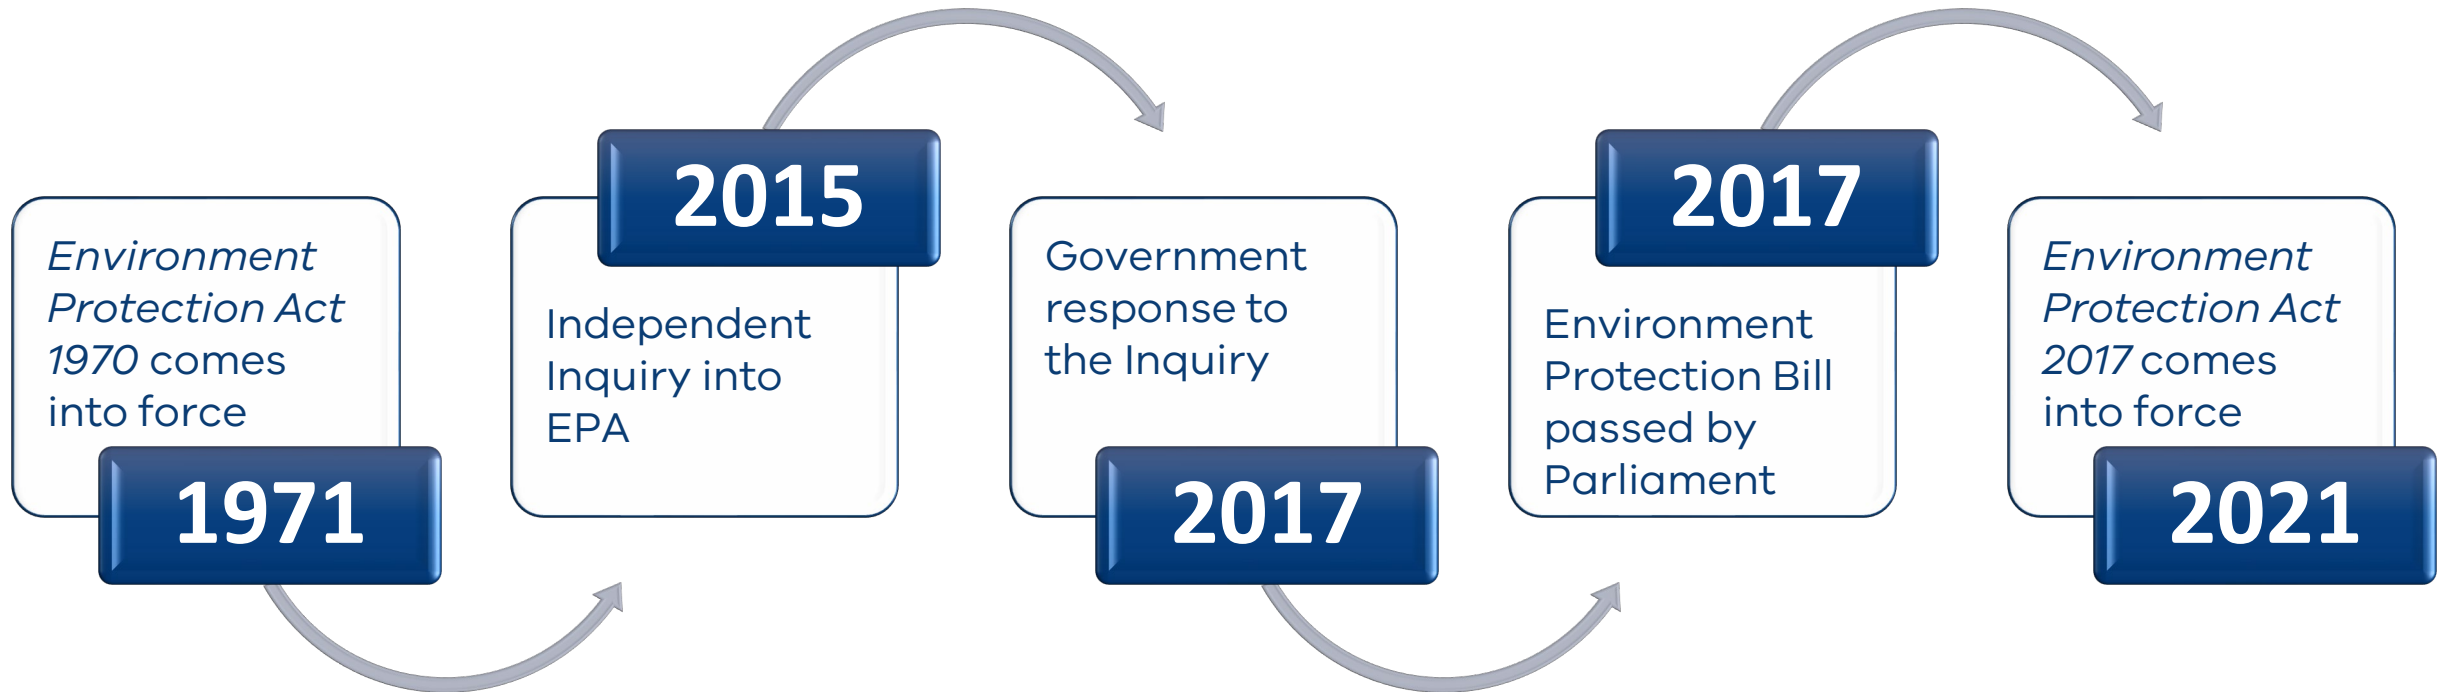 Environment
Protection Act
1970 comes
into force
1971
2015
Independent
Inquiry into
EPA
Government
response to
the Inquiry
2017
2017
Environment
Protection Bill
passed by
Parliament
Environment
Protection Act
2017 comes
into force
2021